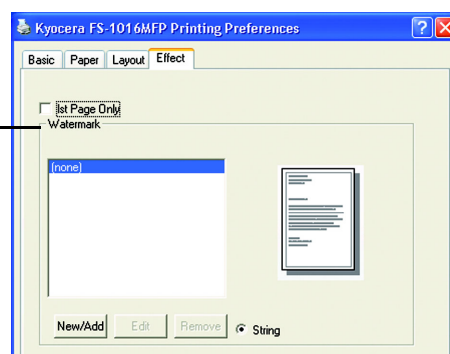 Kyocera FS-1016MFP Printing Preferences
Basic Paper Layout Effect
Ist Page Only
Watermark
(none)
New/Add Edit Remove String